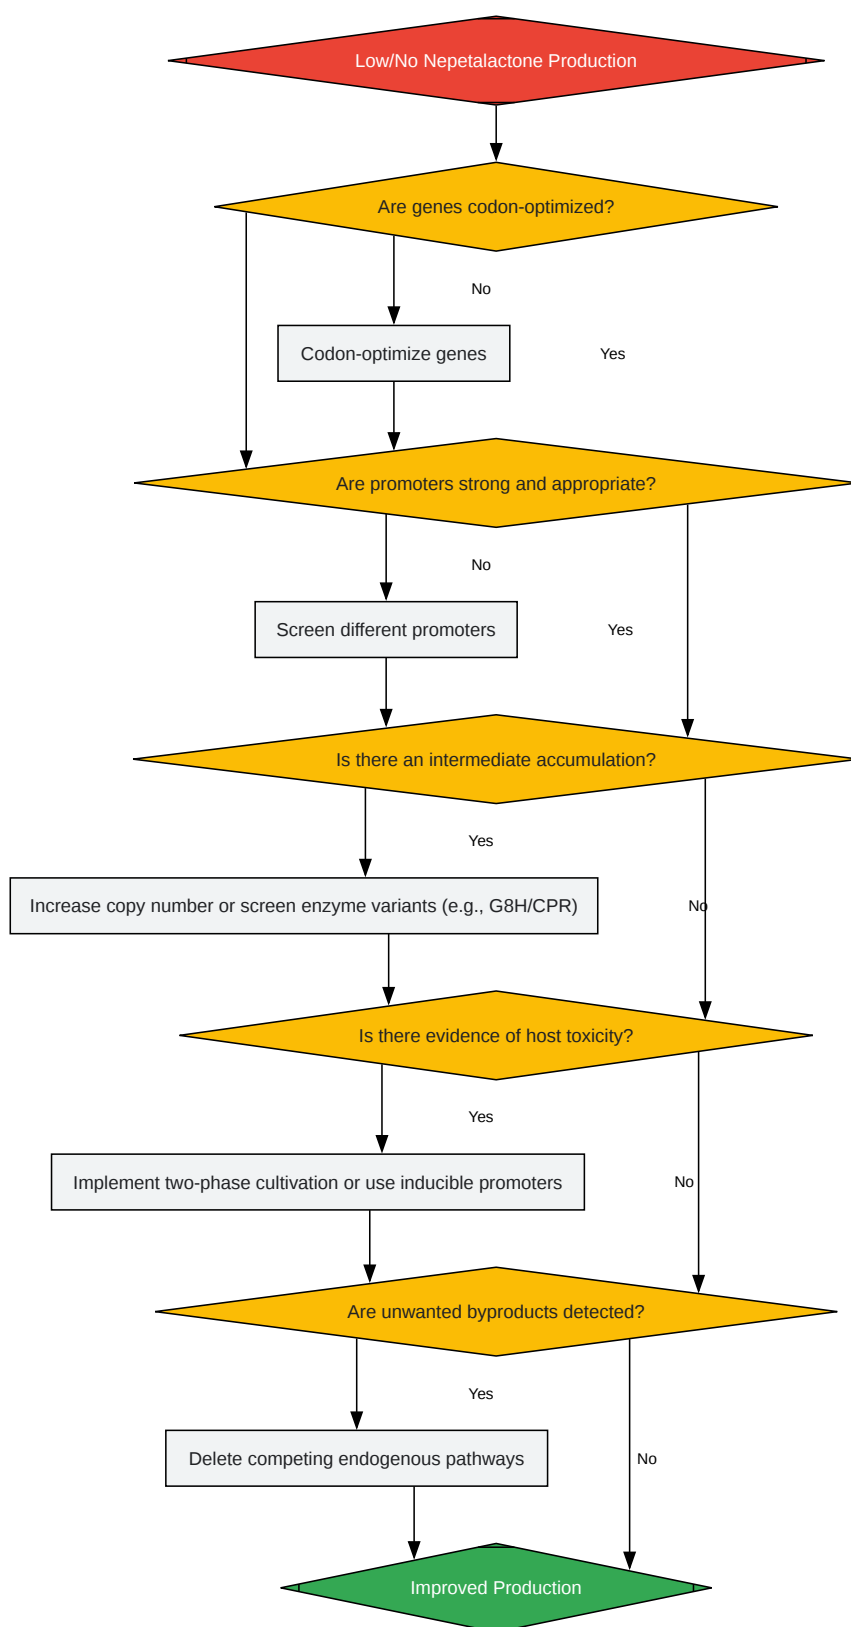 Low/No Nepetalactone Production
Are genes codon-optimized?
No
Codon-optimize genes
Yes
Are promoters strong and appropriate?
No
Screen different promoters
Yes
Is there an intermediate accumulation?
Yes
Increase copy number or screen enzyme variants (e.g., G8H/CPR)
No
Is there evidence of host toxicity?
Yes
Implement two-phase cultivation or use inducible promoters
No
Are unwanted byproducts detected?
Yes
Delete competing endogenous pathways
No
Improved Production